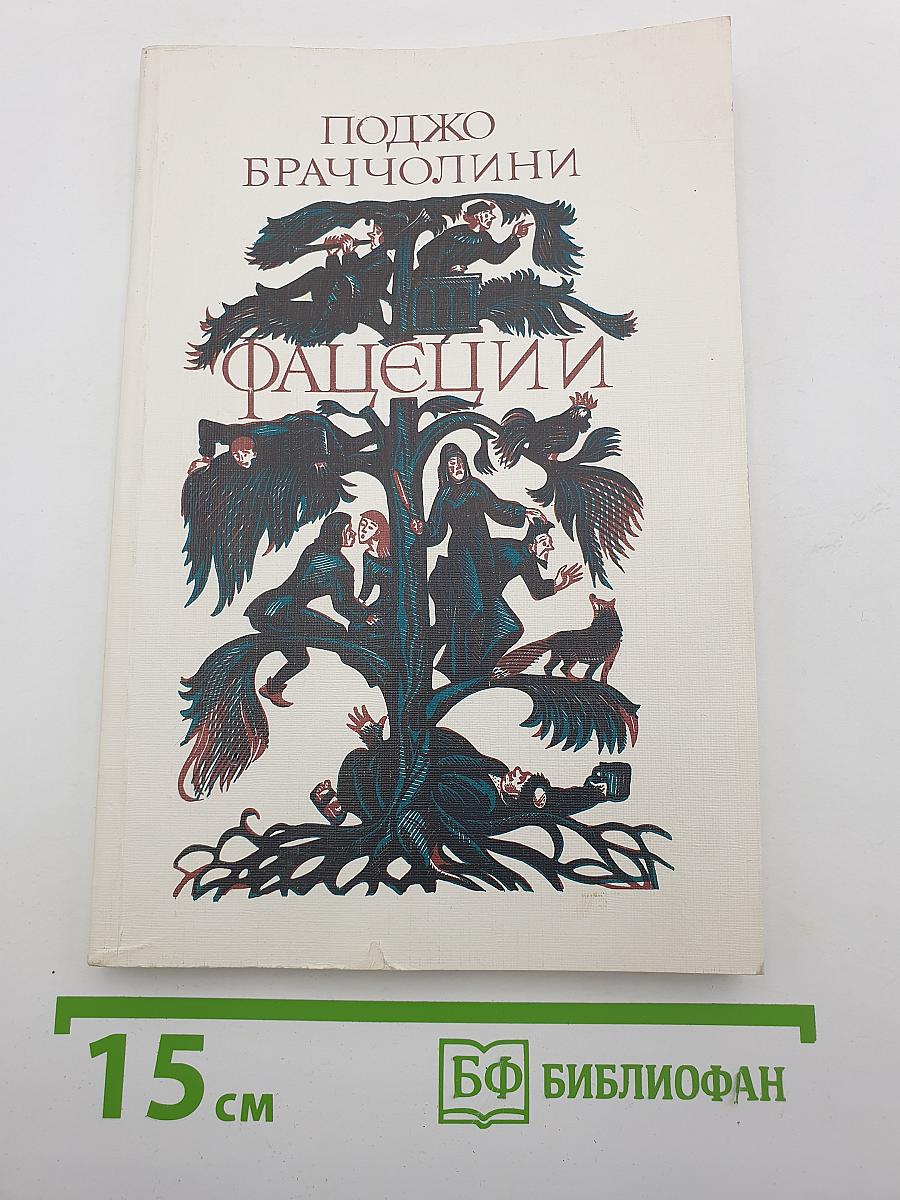 ПОДЖО
БРАЧЧОЛИНИ
ФАЦЕЦИИ
15 см
БФ БИБЛИОФАН